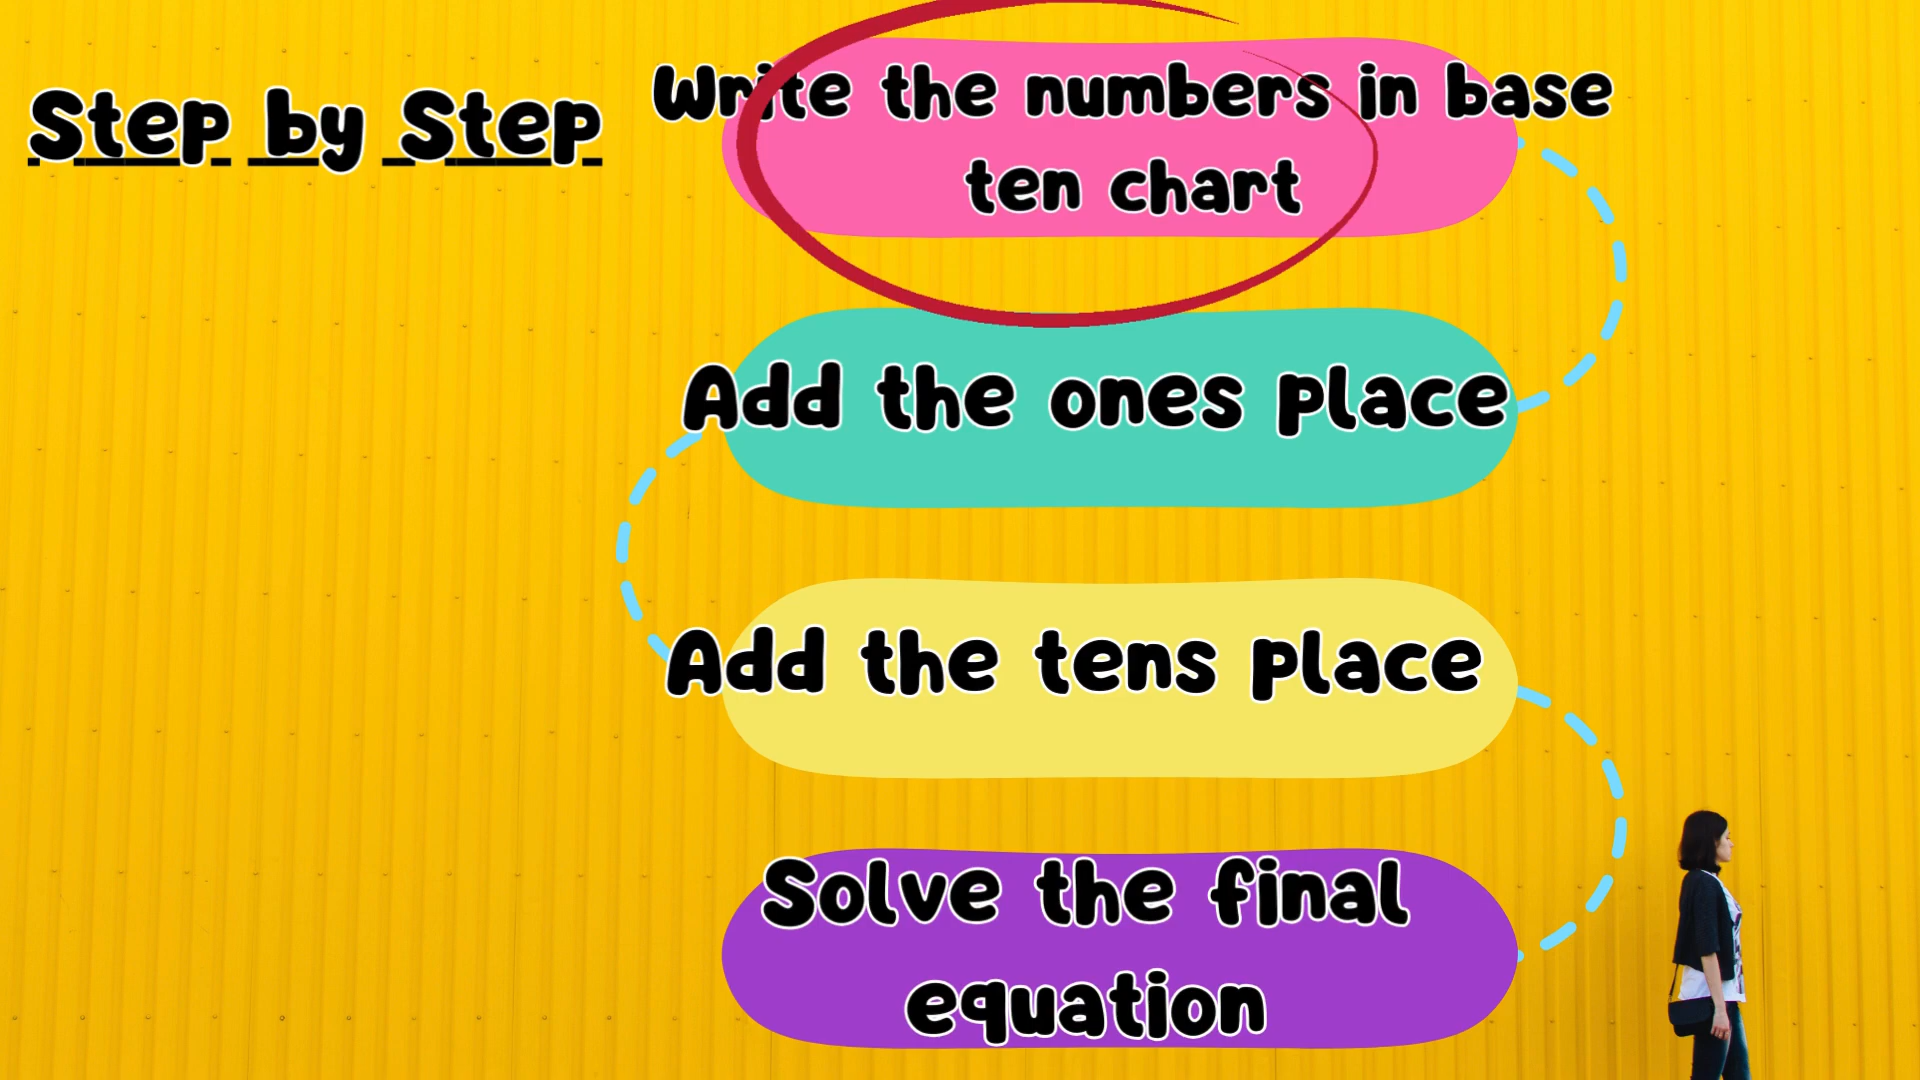 Step by Step
Write the numbers in base
ten chart
Add the ones place
Add the tens place
Solve the final
equation